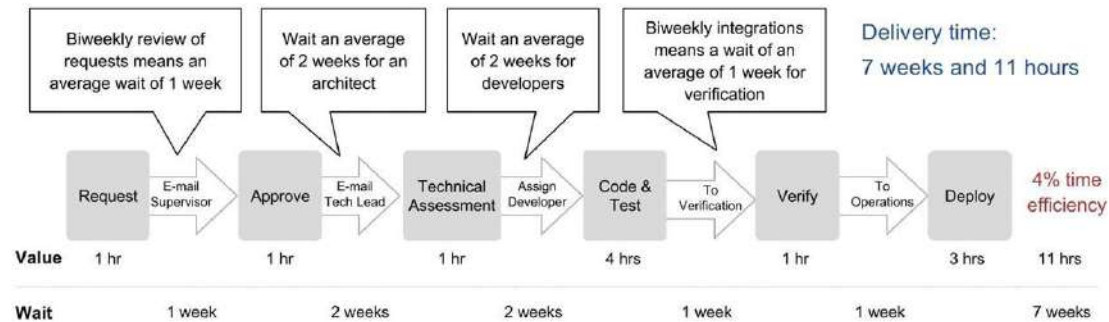 Biweekly review of
requests means an
average wait of 1 week
Wait an average
of 2 weeks for an
architect
Wait an average
of 2 weeks for
developers
Biweekly integrations
means a wait of an
average of 1 week for
verification
Delivery time:
7 weeks and 11 hours
Request
E-mail
Supervisor
Approve
E-mail
Tech Lead
Technical
Assessment
Assign
Developer
Code &
Test
To
Verification
Verify
To
Operations
Deploy
4% time
efficiency
Value 1 hr 1 hr 1 hr 4 hrs 1 hr 3 hrs 11 hrs
Wait 1 week 2 weeks 2 weeks 1 week 1 week 7 weeks